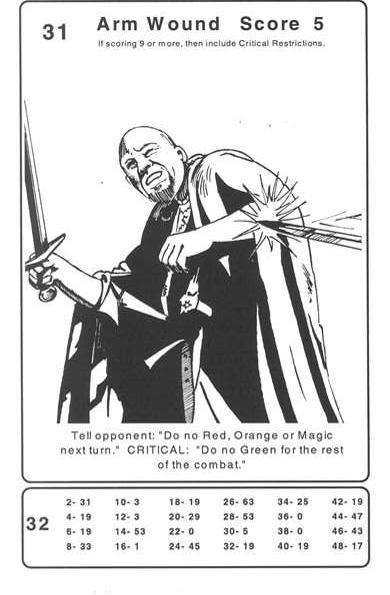 31
Arm Wound Score 5
If scoring 9 or more, then include Critical Restrictions.
Tell opponent: "Do no Red, Orange or Magic
next turn." CRITICAL: "Do no Green for the rest
of the combat."
32
2- 31 10- 3 18- 19 26- 63 34- 25 42- 19
4- 19 12- 3 20- 29 28- 53 36- 0 44- 47
6- 19 14- 53 22- 0 30- 5 38- 0 46- 43
8- 33 16- 1 24- 45 32- 19 40- 19 48- 17